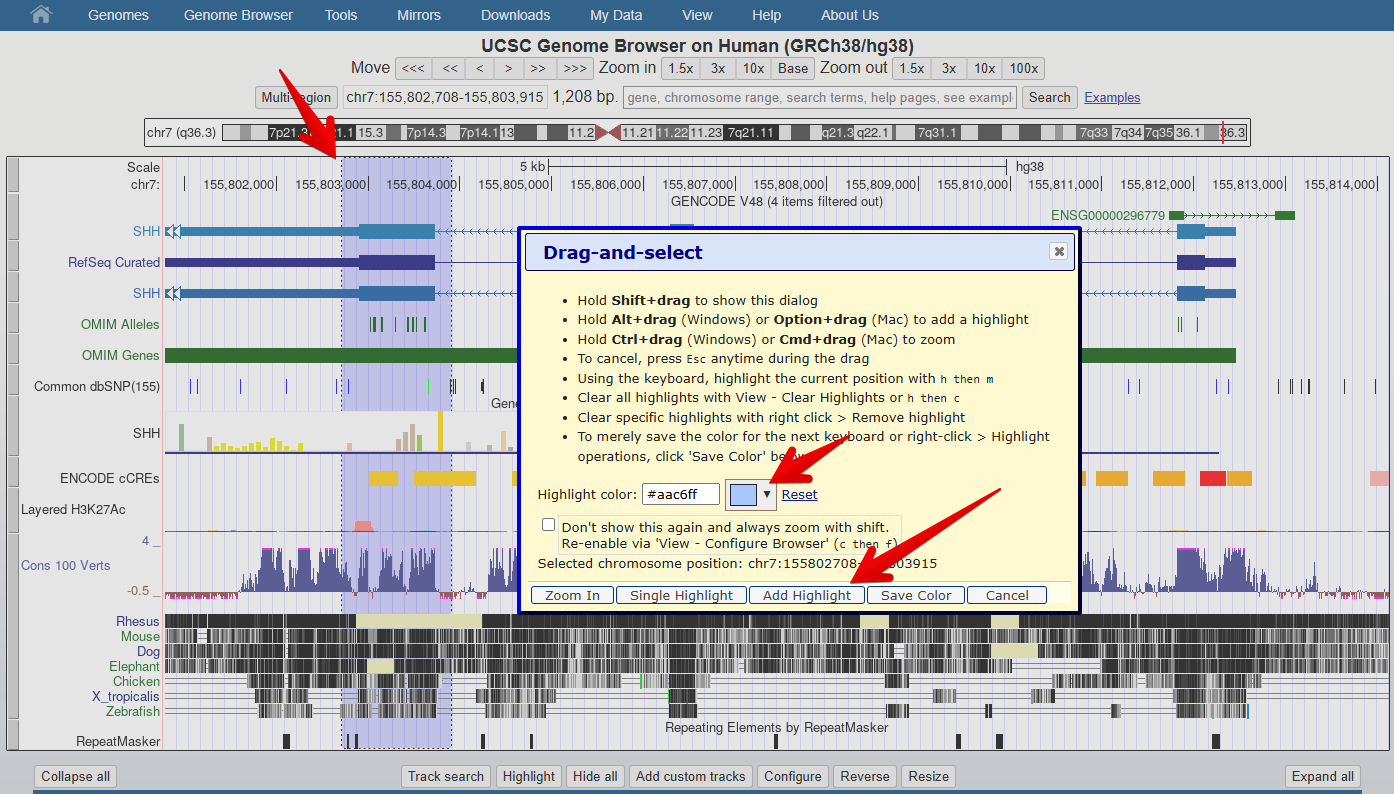 Genomes Genome Browser Tools Mirrors Downloads My Data View Help About Us
UCSC Genome Browser on Human (GRCh38/hg38)
Move <<< << < > >> >>> Zoom in 1.5x 3x 10x Base Zoom out 1.5x 3x 10x 100x
Multi-region chr7:155,802,708-155,803,915 1,208 bp. gene, chromosome range, search terms, help pages, see exampl Search Examples
chr7 (q36.3) 7p21.3 21.1 15.3 7p14.3 7p14.1 13 11.2 11.21 11.22 11.23 7q21.11 q21.3 q22.1 7q31.1 7q33 7q34 7q35 36.1 36.3
Scale 5 kb hg38
chr7: 155,802,000 155,803,000 155,804,000 155,805,000 155,806,000 155,807,000 155,808,000 155,809,000 155,810,000 155,811,000 155,812,000 155,813,000 155,814,000
GENCODE V48 (4 items filtered out)
ENSG00000296779
SHH
RefSeq Curated
SHH
OMIM Alleles
OMIM Genes
Common dbSNP(155)
Gene
SHH
ENCODE cCREs
Layered H3K27Ac
4 _
Cons 100 Verts
-0.5 _
Rhesus
Mouse
Dog
Elephant
Chicken
X_tropicalis
Zebrafish
Repeating Elements by RepeatMasker
RepeatMasker
Drag-and-select
Hold Shift+drag to show this dialog
Hold Alt+drag (Windows) or Option+drag (Mac) to add a highlight
Hold Ctrl+drag (Windows) or Cmd+drag (Mac) to zoom
To cancel, press Esc anytime during the drag
Using the keyboard, highlight the current position with h then m
Clear all highlights with View - Clear Highlights or h then c
Clear specific highlights with right click > Remove highlight
To merely save the color for the next keyboard or right-click > Highlight
operations, click 'Save Color' below
Highlight color: #aac6ff Reset
Don't show this again and always zoom with shift.
Re-enable via 'View - Configure Browser' (c then f)
Selected chromosome position: chr7:155802708-155803915
Zoom In Single Highlight Add Highlight Save Color Cancel
Collapse all Track search Highlight Hide all Add custom tracks Configure Reverse Resize Expand all